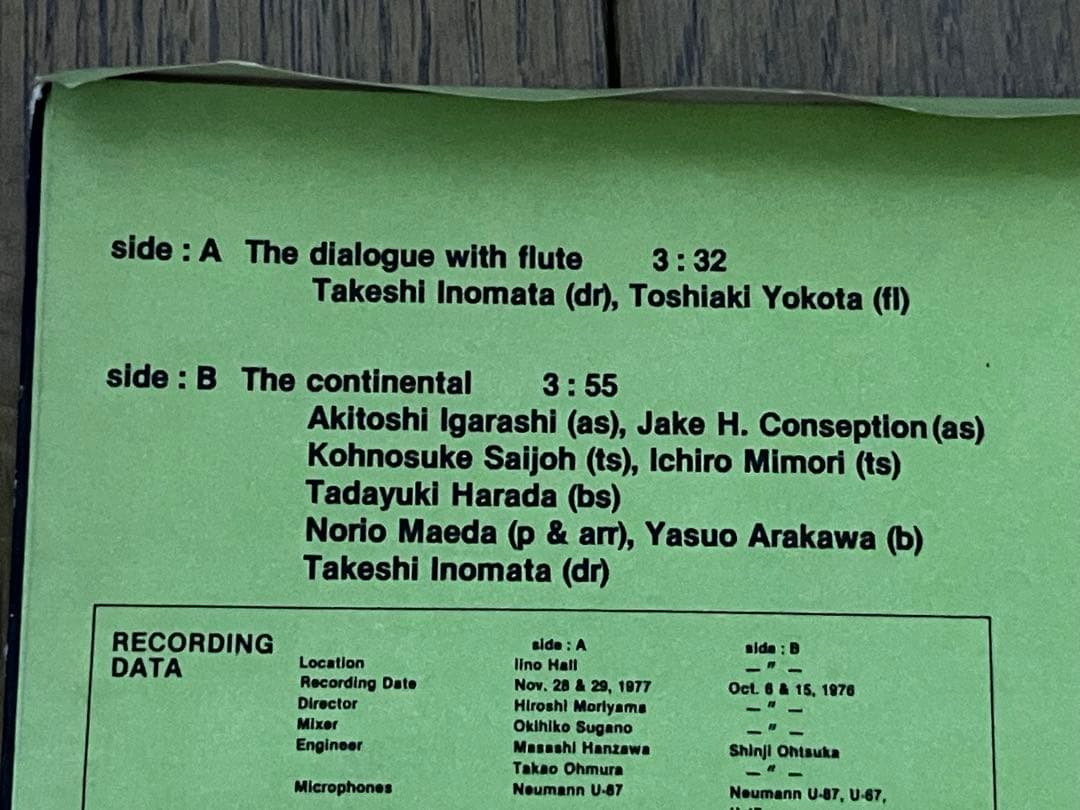 side : A The dialogue with flute 3 : 32
Takeshi Inomata (dr), Toshiaki Yokota (fl)
side : B The continental 3 : 55
Akitoshi Igarashi (as), Jake H. Conseption (as)
Kohnosuke Saijoh (ts), Ichiro Mimori (ts)
Tadayuki Harada (bs)
Norio Maeda (p & arr), Yasuo Arakawa (b)
Takeshi Inomata (dr)
RECORDING DATA
side : A side : B
Location Iino Hall — 〃 —
Recording Date Nov. 28 & 29, 1977 Oct. 6 & 15, 1976
Director Hiroshi Moriyama — 〃 —
Mixer Okihiko Sugano — 〃 —
Engineer Masashi Hanzawa Shinji Ohtsuka
Takao Ohmura — 〃 —
Microphones Neumann U-87 Neumann U-87, U-67,